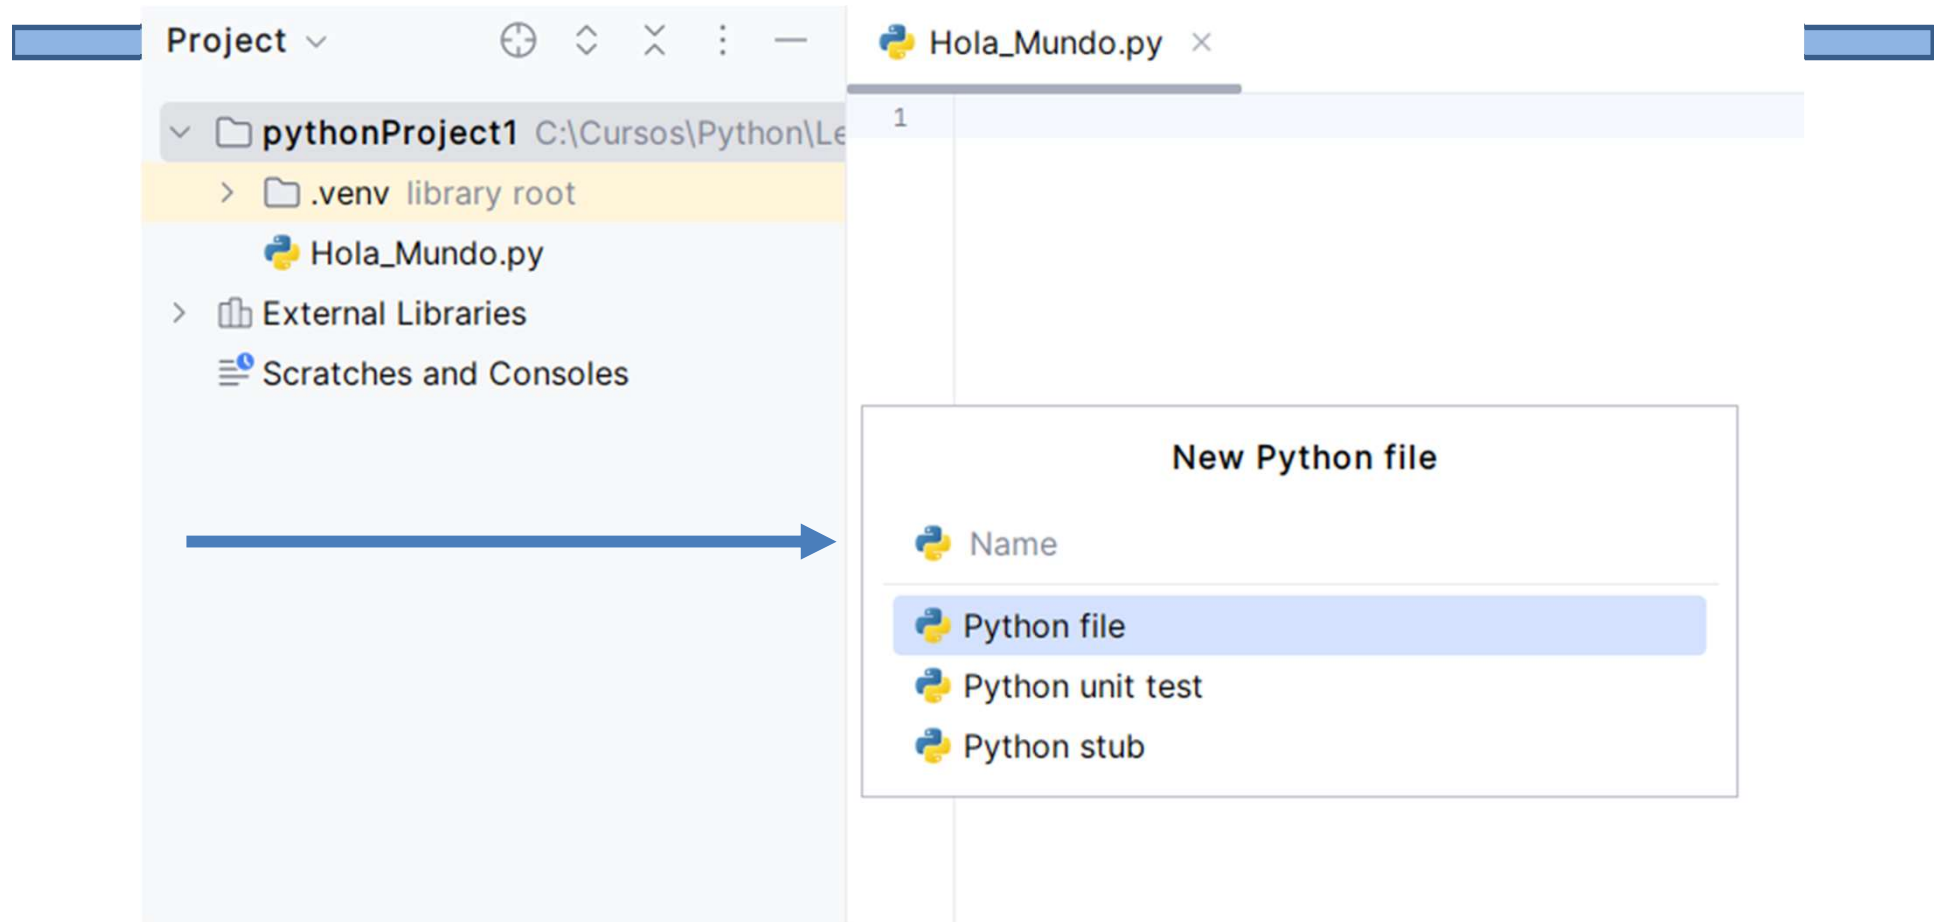 Project
Hola_Mundo.py
pythonProject1 C:\Cursos\Python\Le
.venv library root
Hola_Mundo.py
External Libraries
Scratches and Consoles
1
New Python file
Name
Python file
Python unit test
Python stub